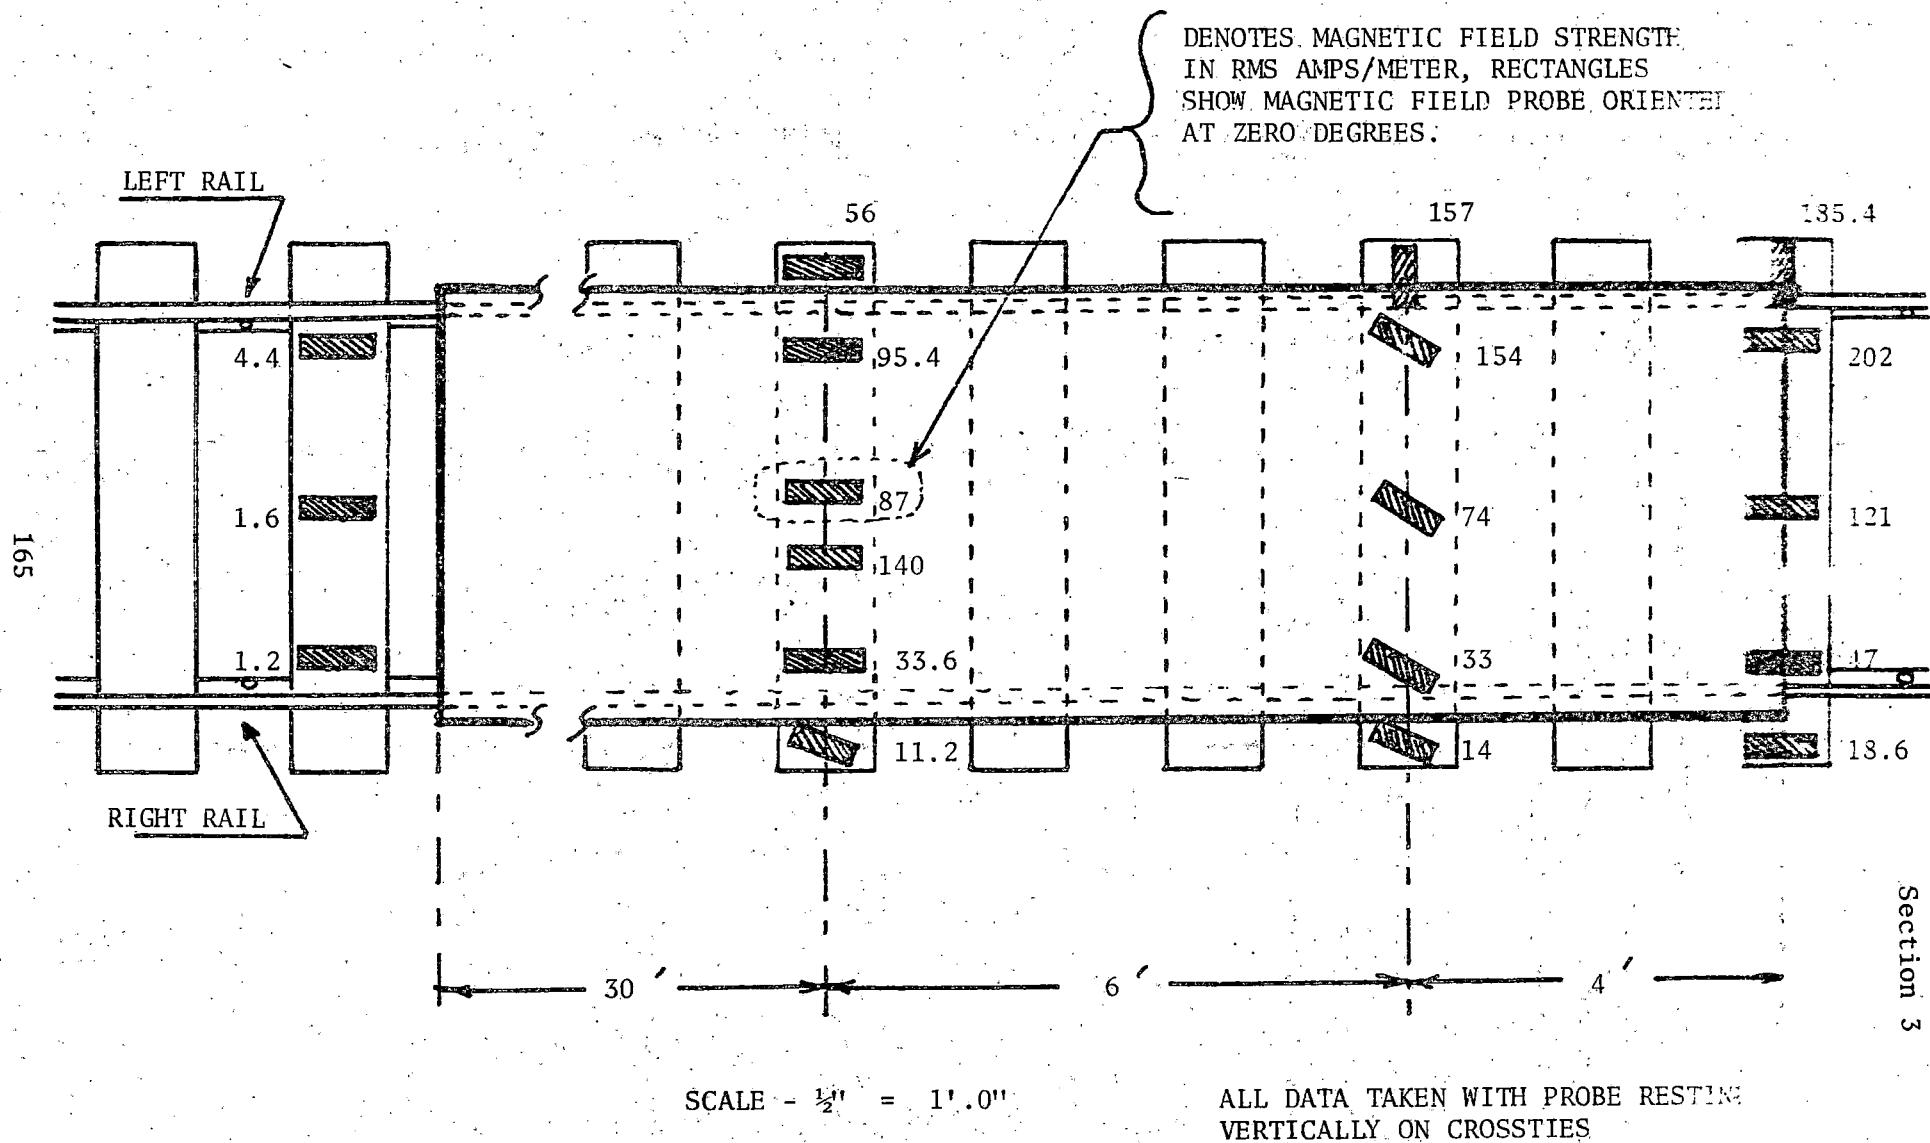 DENOTES MAGNETIC FIELD STRENGTH
IN RMS AMPS/METER, RECTANGLES
SHOW MAGNETIC FIELD PROBE ORIENTED
AT ZERO DEGREES.
LEFT RAIL
56
157
185.4
4.4
95.4
154
202
1.6
87
74
121
140
165
1.2
33.6
33
47
11.2
14
18.6
RIGHT RAIL
Section 3
30'
6'
4'
SCALE - ½" = 1'.0"
ALL DATA TAKEN WITH PROBE RESTING
VERTICALLY ON CROSSTIES